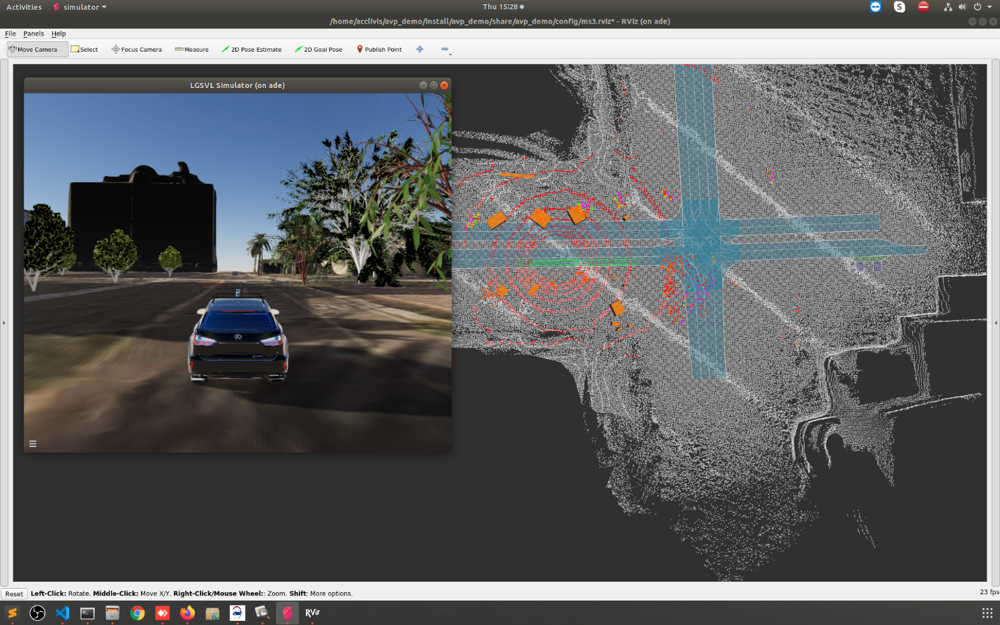 Activities simulator Thu 15:28
/home/acclivis/avp_demo/install/avp_demo/share/avp_demo/config/ms3.rviz* - RViz (on ade)
File Panels Help
Move Camera Select Focus Camera Measure 2D Pose Estimate 2D Goal Pose Publish Point
LGSVL Simulator (on ade)
Reset Left-Click: Rotate. Middle-Click: Move X/Y. Right-Click/Mouse Wheel:: Zoom. Shift: More options. 23 fps
RViz